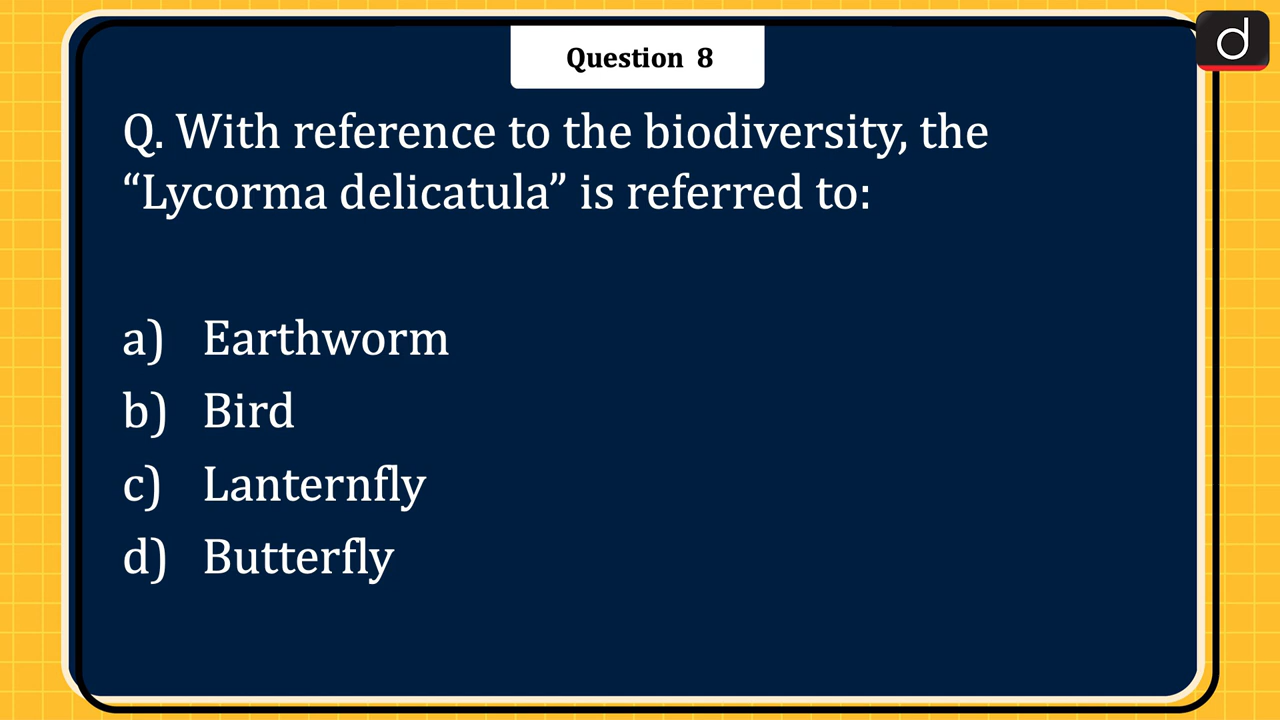 Question 8
d
Q. With reference to the biodiversity, the
“Lycorma delicatula” is referred to:
a) Earthworm
b) Bird
c) Lanternfly
d) Butterfly